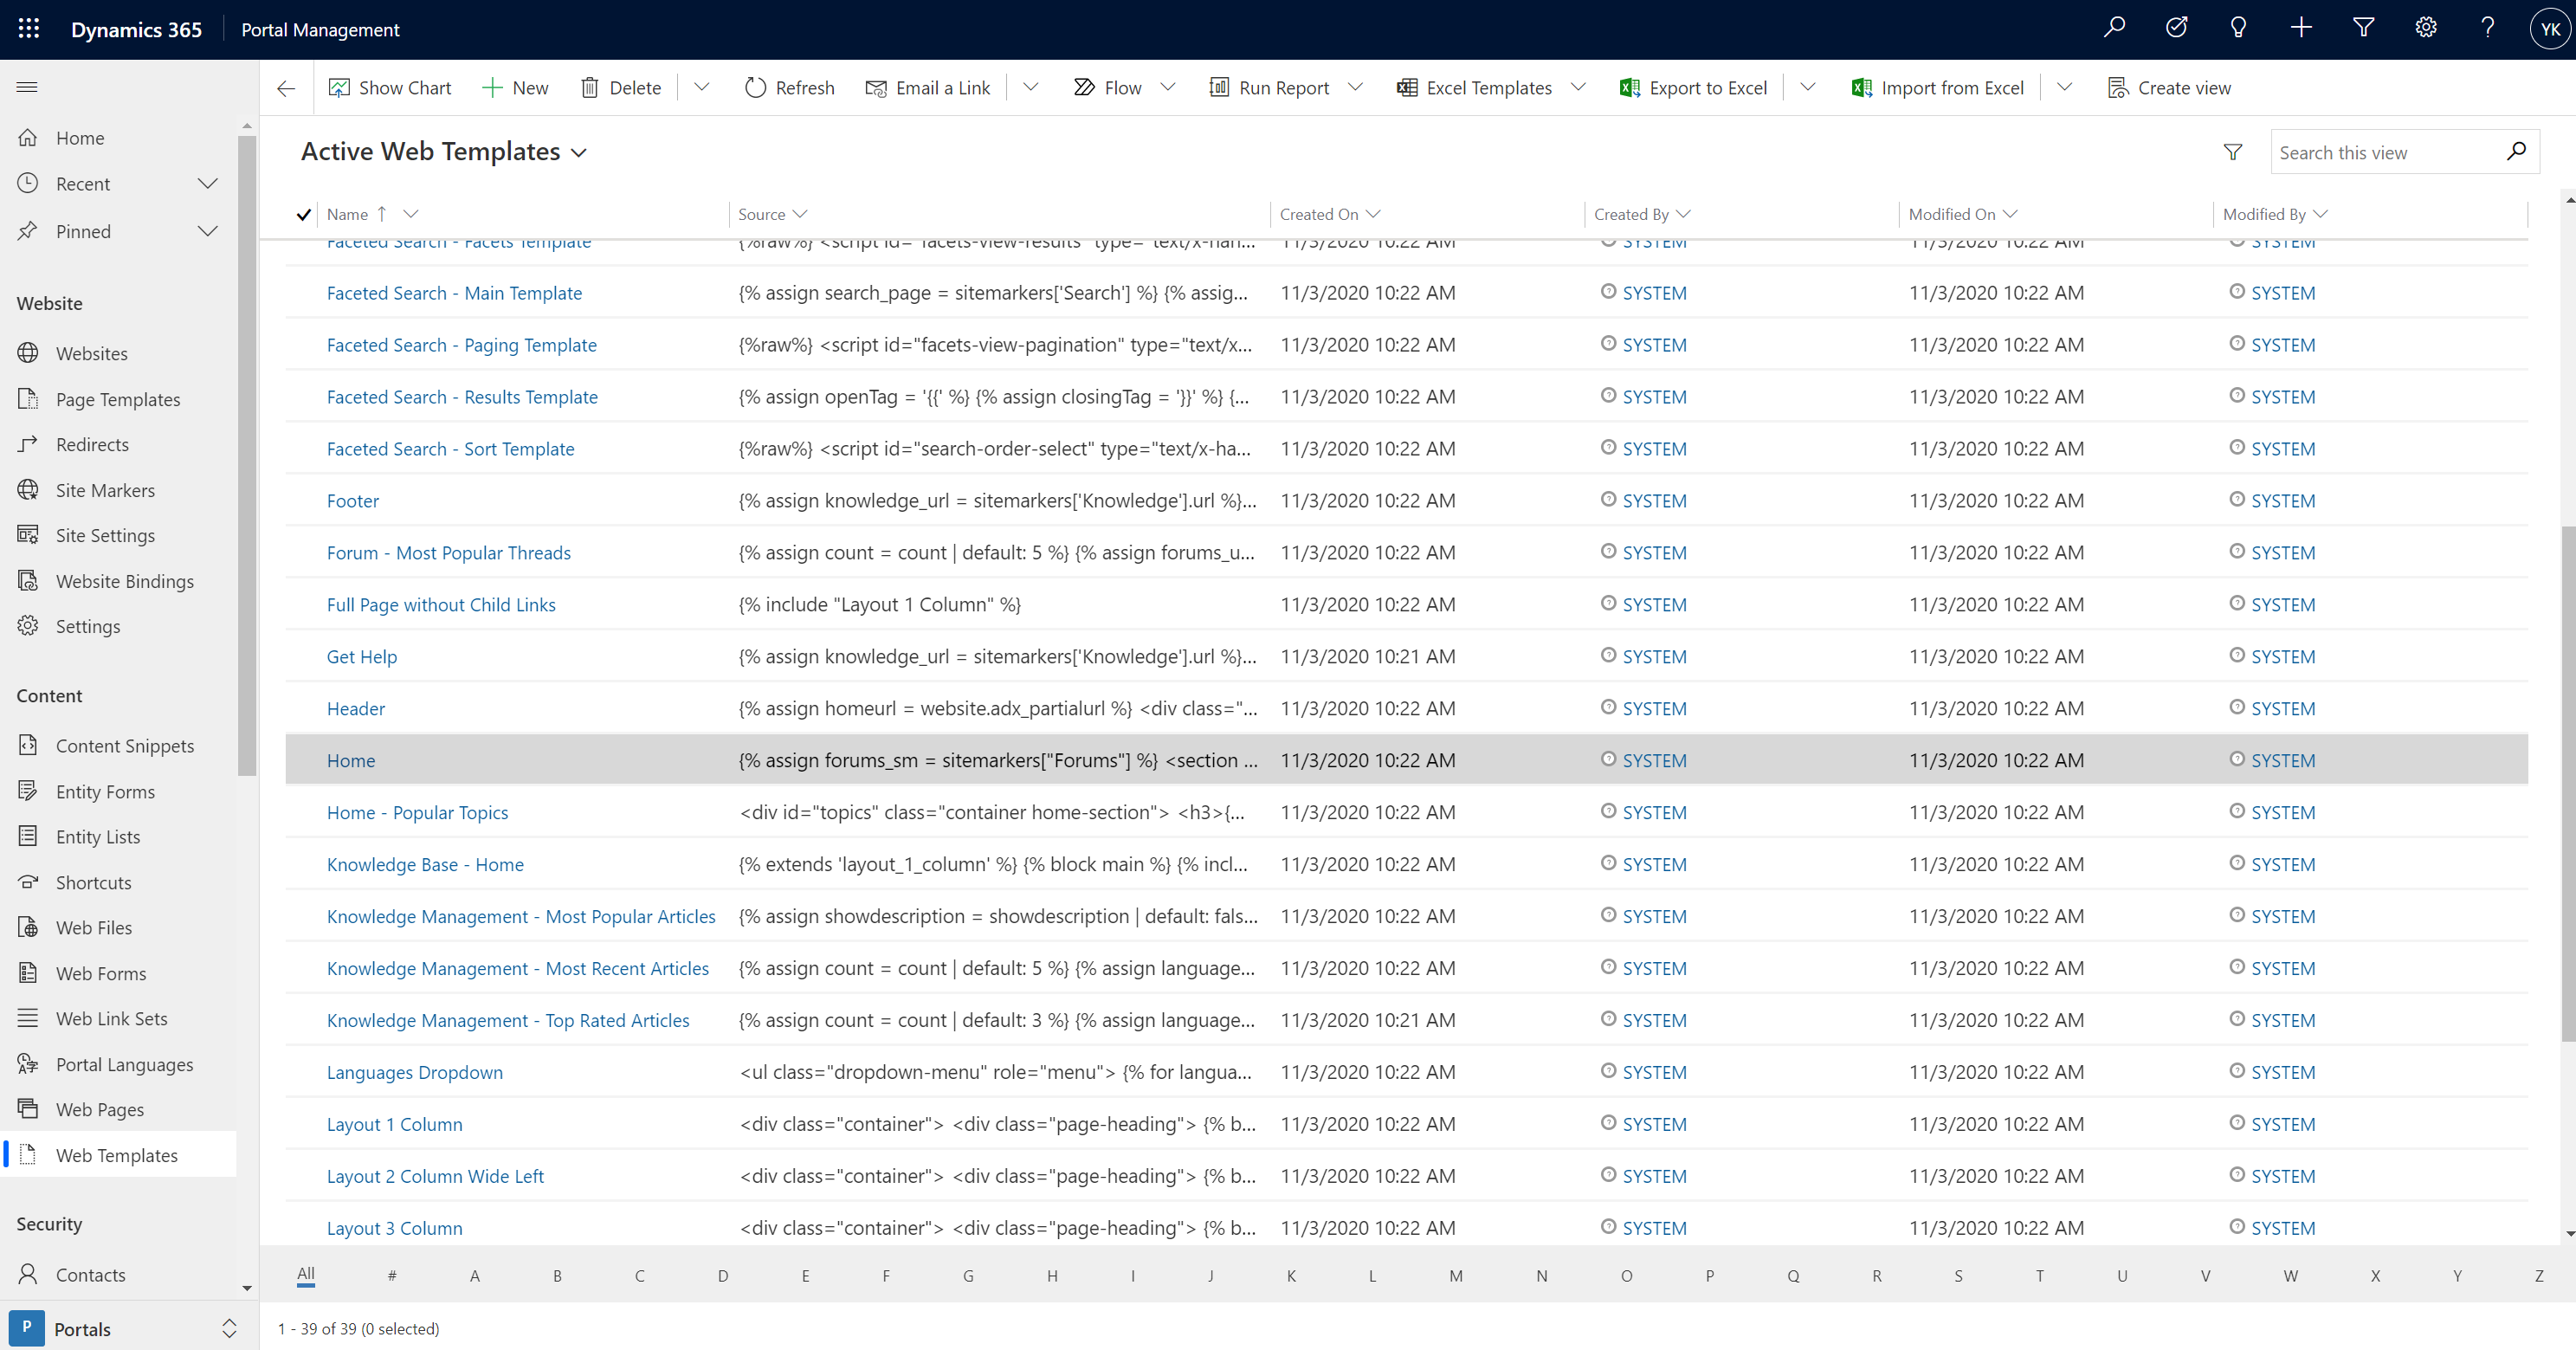 Dynamics 365 Portal Management YK
Show Chart New Delete Refresh Email a Link Flow Run Report Excel Templates Export to Excel Import from Excel Create view
Home
Recent
Pinned
Website
Websites
Page Templates
Redirects
Site Markers
Site Settings
Website Bindings
Settings
Content
Content Snippets
Entity Forms
Entity Lists
Shortcuts
Web Files
Web Forms
Web Link Sets
Portal Languages
Web Pages
Web Templates
Security
Contacts
P Portals
Active Web Templates
Search this view
Name ↑ Source Created On Created By Modified On Modified By
Faceted Search - Facets Template {%raw%} <script id="facets-view-results" type="text/x-han... 11/3/2020 10:22 AM SYSTEM 11/3/2020 10:22 AM SYSTEM
Faceted Search - Main Template {% assign search_page = sitemarkers['Search'] %} {% assig... 11/3/2020 10:22 AM SYSTEM 11/3/2020 10:22 AM SYSTEM
Faceted Search - Paging Template {%raw%} <script id="facets-view-pagination" type="text/x... 11/3/2020 10:22 AM SYSTEM 11/3/2020 10:22 AM SYSTEM
Faceted Search - Results Template {% assign openTag = '{{' %} {% assign closingTag = '}}' %} {... 11/3/2020 10:22 AM SYSTEM 11/3/2020 10:22 AM SYSTEM
Faceted Search - Sort Template {%raw%} <script id="search-order-select" type="text/x-ha... 11/3/2020 10:22 AM SYSTEM 11/3/2020 10:22 AM SYSTEM
Footer {% assign knowledge_url = sitemarkers['Knowledge'].url %}... 11/3/2020 10:22 AM SYSTEM 11/3/2020 10:22 AM SYSTEM
Forum - Most Popular Threads {% assign count = count | default: 5 %} {% assign forums_u... 11/3/2020 10:22 AM SYSTEM 11/3/2020 10:22 AM SYSTEM
Full Page without Child Links {% include "Layout 1 Column" %} 11/3/2020 10:22 AM SYSTEM 11/3/2020 10:22 AM SYSTEM
Get Help {% assign knowledge_url = sitemarkers['Knowledge'].url %}... 11/3/2020 10:21 AM SYSTEM 11/3/2020 10:22 AM SYSTEM
Header {% assign homeurl = website.adx_partialurl %} <div class="... 11/3/2020 10:22 AM SYSTEM 11/3/2020 10:22 AM SYSTEM
Home {% assign forums_sm = sitemarkers["Forums"] %} <section ... 11/3/2020 10:22 AM SYSTEM 11/3/2020 10:22 AM SYSTEM
Home - Popular Topics <div id="topics" class="container home-section"> <h3>{... 11/3/2020 10:22 AM SYSTEM 11/3/2020 10:22 AM SYSTEM
Knowledge Base - Home {% extends 'layout_1_column' %} {% block main %} {% incl... 11/3/2020 10:22 AM SYSTEM 11/3/2020 10:22 AM SYSTEM
Knowledge Management - Most Popular Articles {% assign showdescription = showdescription | default: fals... 11/3/2020 10:22 AM SYSTEM 11/3/2020 10:22 AM SYSTEM
Knowledge Management - Most Recent Articles {% assign count = count | default: 5 %} {% assign language... 11/3/2020 10:22 AM SYSTEM 11/3/2020 10:22 AM SYSTEM
Knowledge Management - Top Rated Articles {% assign count = count | default: 3 %} {% assign language... 11/3/2020 10:21 AM SYSTEM 11/3/2020 10:22 AM SYSTEM
Languages Dropdown <ul class="dropdown-menu" role="menu"> {% for langua... 11/3/2020 10:22 AM SYSTEM 11/3/2020 10:22 AM SYSTEM
Layout 1 Column <div class="container"> <div class="page-heading"> {% b... 11/3/2020 10:22 AM SYSTEM 11/3/2020 10:22 AM SYSTEM
Layout 2 Column Wide Left <div class="container"> <div class="page-heading"> {% b... 11/3/2020 10:22 AM SYSTEM 11/3/2020 10:22 AM SYSTEM
Layout 3 Column <div class="container"> <div class="page-heading"> {% b... 11/3/2020 10:22 AM SYSTEM 11/3/2020 10:22 AM SYSTEM
All # A B C D E F G H I J K L M N O P Q R S T U V W X Y Z
1 - 39 of 39 (0 selected)